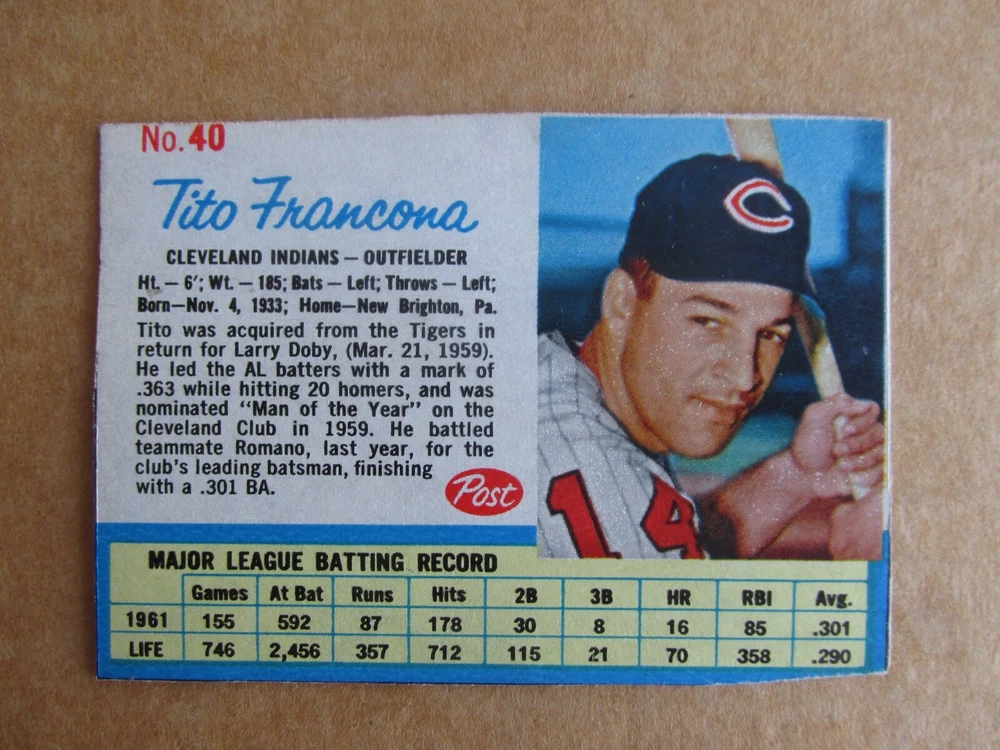 No. 40
Tito Francona
CLEVELAND INDIANS — OUTFIELDER
Ht. — 6'; Wt. — 185; Bats — Left; Throws — Left;
Born—Nov. 4, 1933; Home—New Brighton, Pa.
Tito was acquired from the Tigers in
return for Larry Doby, (Mar. 21, 1959).
He led the AL batters with a mark of
.363 while hitting 20 homers, and was
nominated "Man of the Year" on the
Cleveland Club in 1959. He battled
teammate Romano, last year, for the
club's leading batsman, finishing
with a .301 BA.
Post
C
14
MAJOR LEAGUE BATTING RECORD
Games At Bat Runs Hits 2B 3B HR RBI Avg.
1961 155 592 87 178 30 8 16 85 .301
LIFE 746 2,456 357 712 115 21 70 358 .290